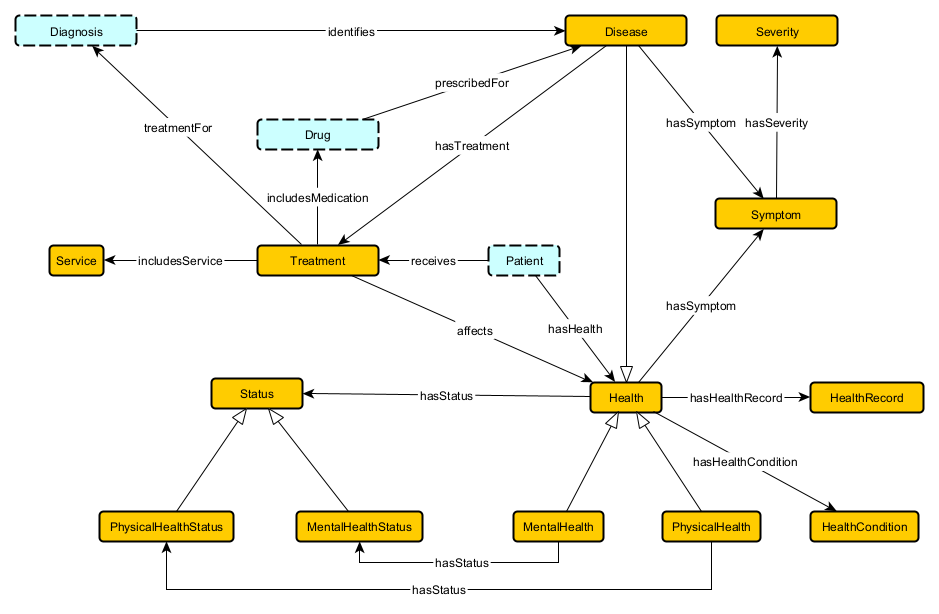 Diagnosis
identifies
Disease
Severity
prescribedFor
treatmentFor
Drug
hasSymptom
hasSeverity
hasTreatment
includesMedication
Symptom
Service
includesService
Treatment
receives
Patient
hasSymptom
affects
hasHealth
Status
hasStatus
Health
hasHealthRecord
HealthRecord
hasHealthCondition
PhysicalHealthStatus
MentalHealthStatus
MentalHealth
PhysicalHealth
HealthCondition
hasStatus
hasStatus